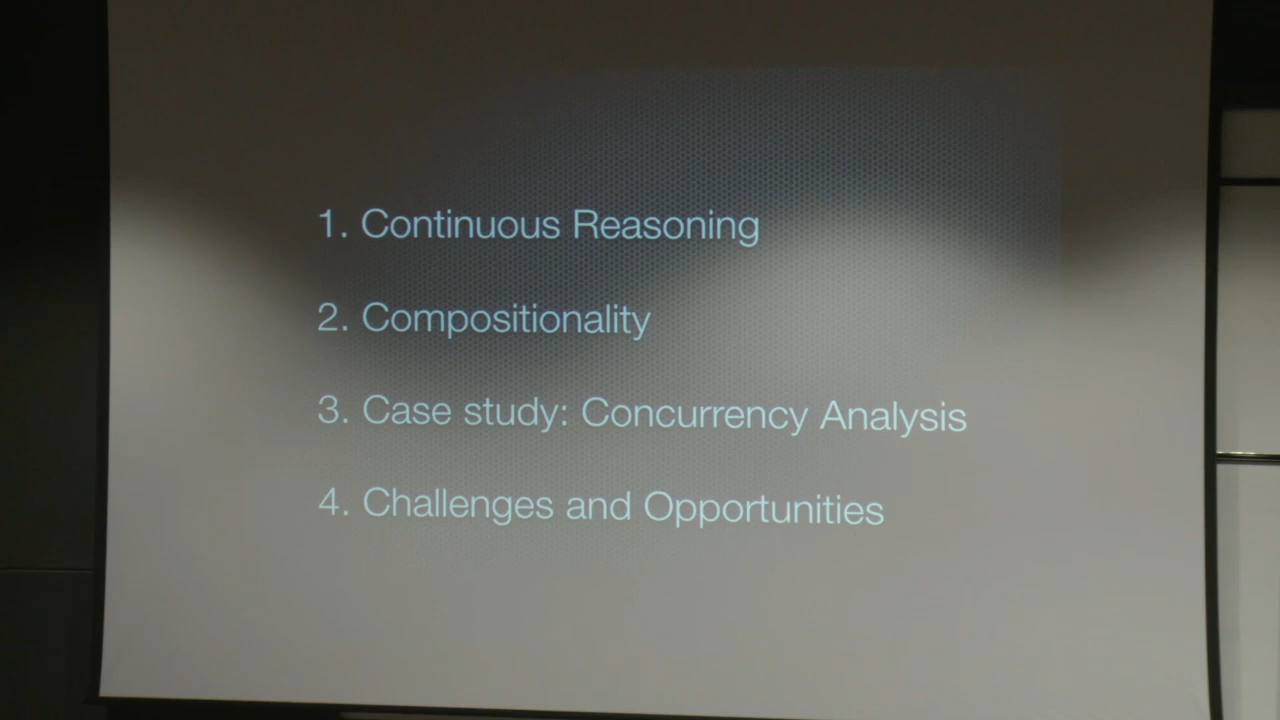 1. Continuous Reasoning
2. Compositionality
3. Case study: Concurrency Analysis
4. Challenges and Opportunities